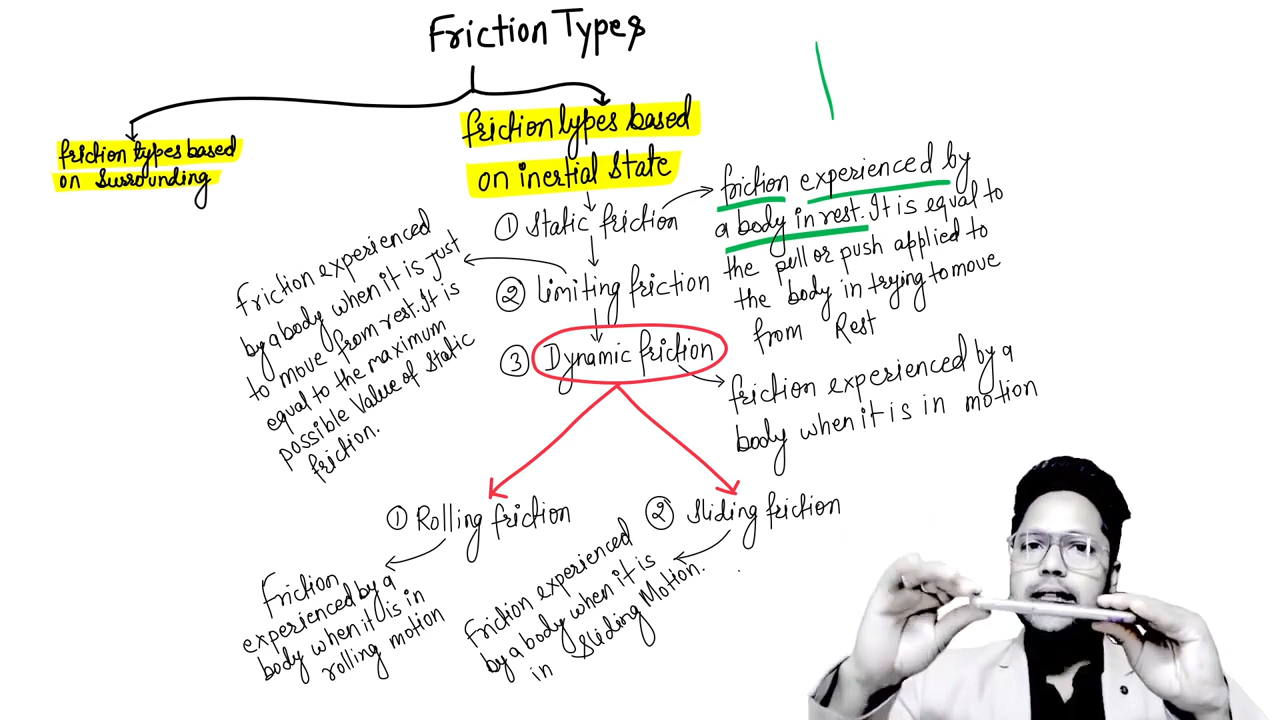 Friction Types
friction types based
on surrounding
friction types based
on inertial state
① Static friction
friction experienced by
a body in rest. It is equal to
the pull or push applied to
the body in trying to move
from Rest
② limiting friction
Friction experienced
by a body when it is just
to move from rest. It is
equal to the maximum
possible Value of Static
friction.
③ Dynamic friction
friction experienced by a
body when it is in motion
① Rolling friction
Friction
experienced by a
body when it is in
rolling motion
② Sliding friction
Friction experienced
by a body when it is
in Sliding Motion.